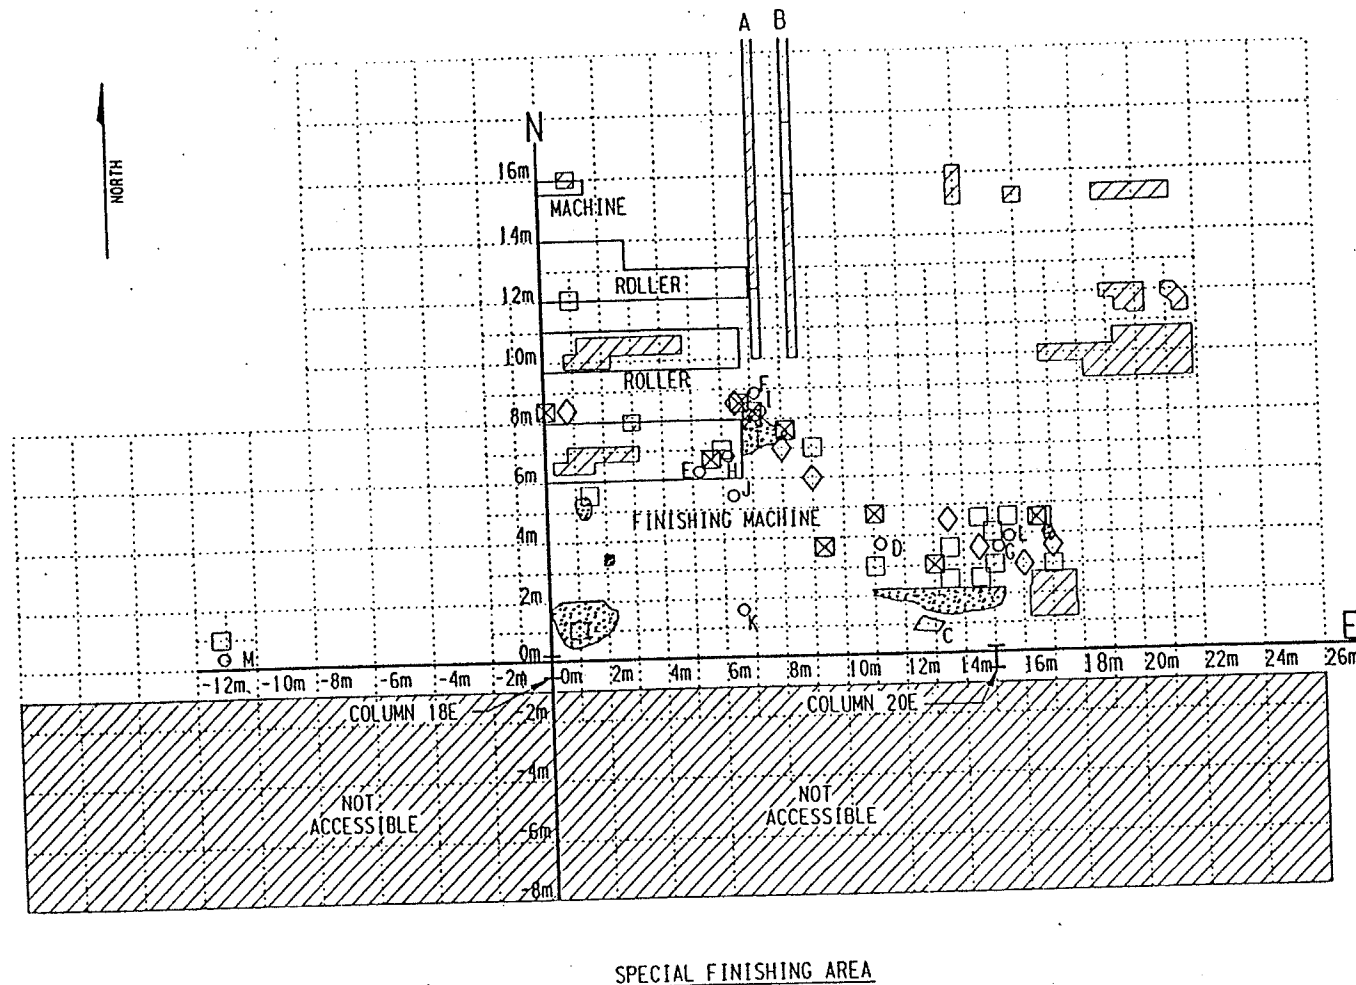 A B
N
NORTH
16m
MACHINE
14m
ROLLER
12m
10m
ROLLER
F
I
8m
E H
6m
J
FINISHING MACHINE
L
4m
D G
2m
K
C
M
0m
E
-12m -10m -8m -6m -4m -2m 0m 2m 4m 6m 8m 10m 12m 14m 16m 18m 20m 22m 24m 26m
COLUMN 18E
COLUMN 20E
-2m
-4m
NOT
ACCESSIBLE
NOT
ACCESSIBLE
-6m
-8m
SPECIAL FINISHING AREA